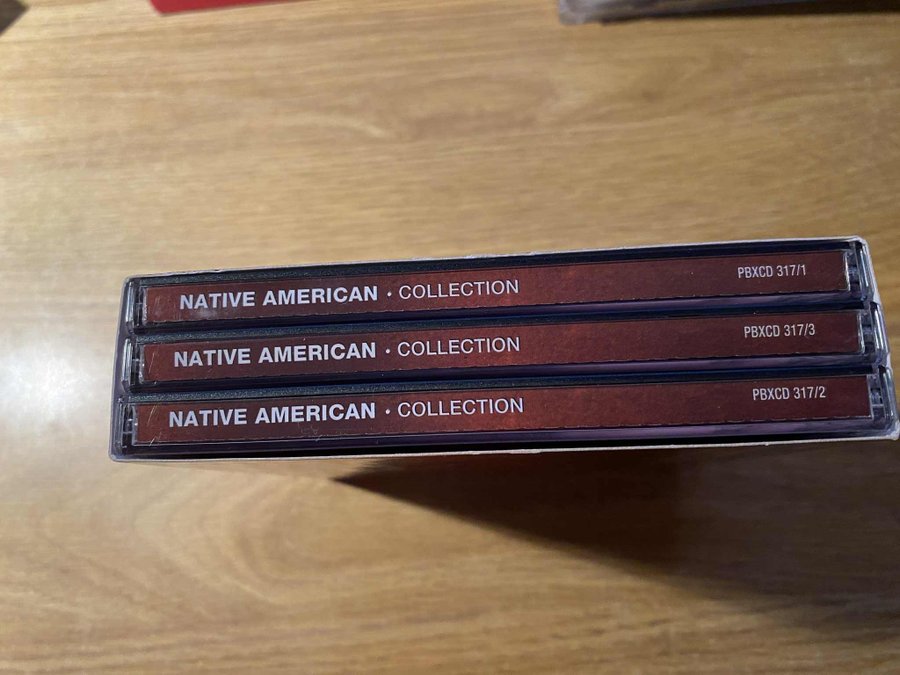 NATIVE AMERICAN · COLLECTION PBXCD 317/1
NATIVE AMERICAN · COLLECTION PBXCD 317/3
NATIVE AMERICAN · COLLECTION PBXCD 317/2